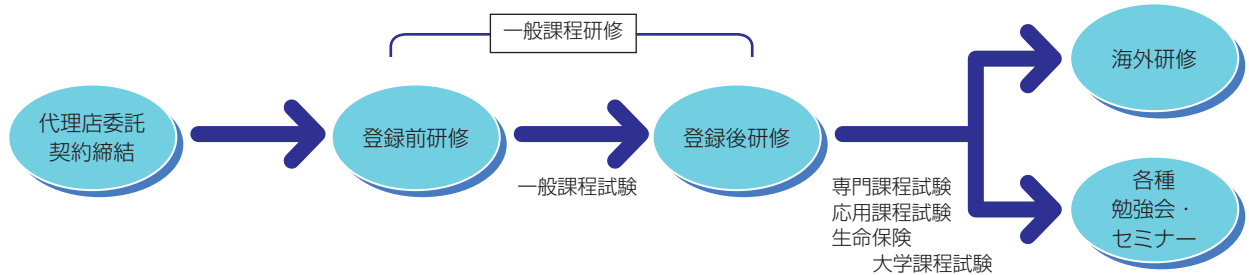 一般課程研修
代理店委託
契約締結
登録前研修
一般課程試験
登録後研修
専門課程試験
応用課程試験
生命保険
大学課程試験
海外研修
各種
勉強会・
セミナー